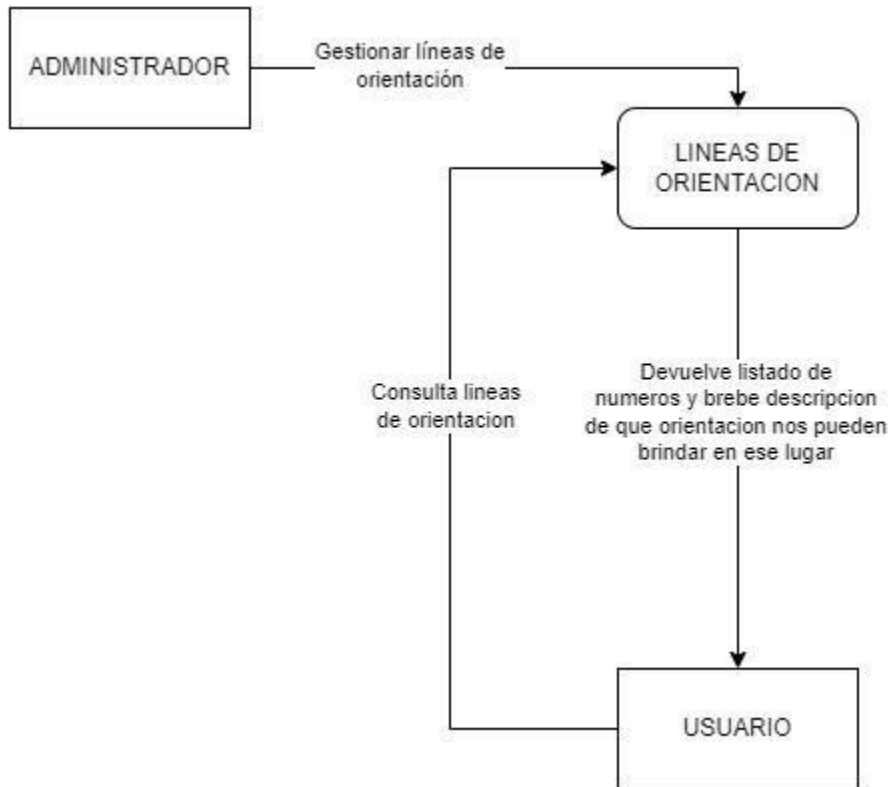 ADMINISTRADOR
Gestionar líneas de
orientación
LINEAS DE
ORIENTACION
Consulta lineas
de orientacion
Devuelve listado de
numeros y brebe descripcion
de que orientacion nos pueden
brindar en ese lugar
USUARIO